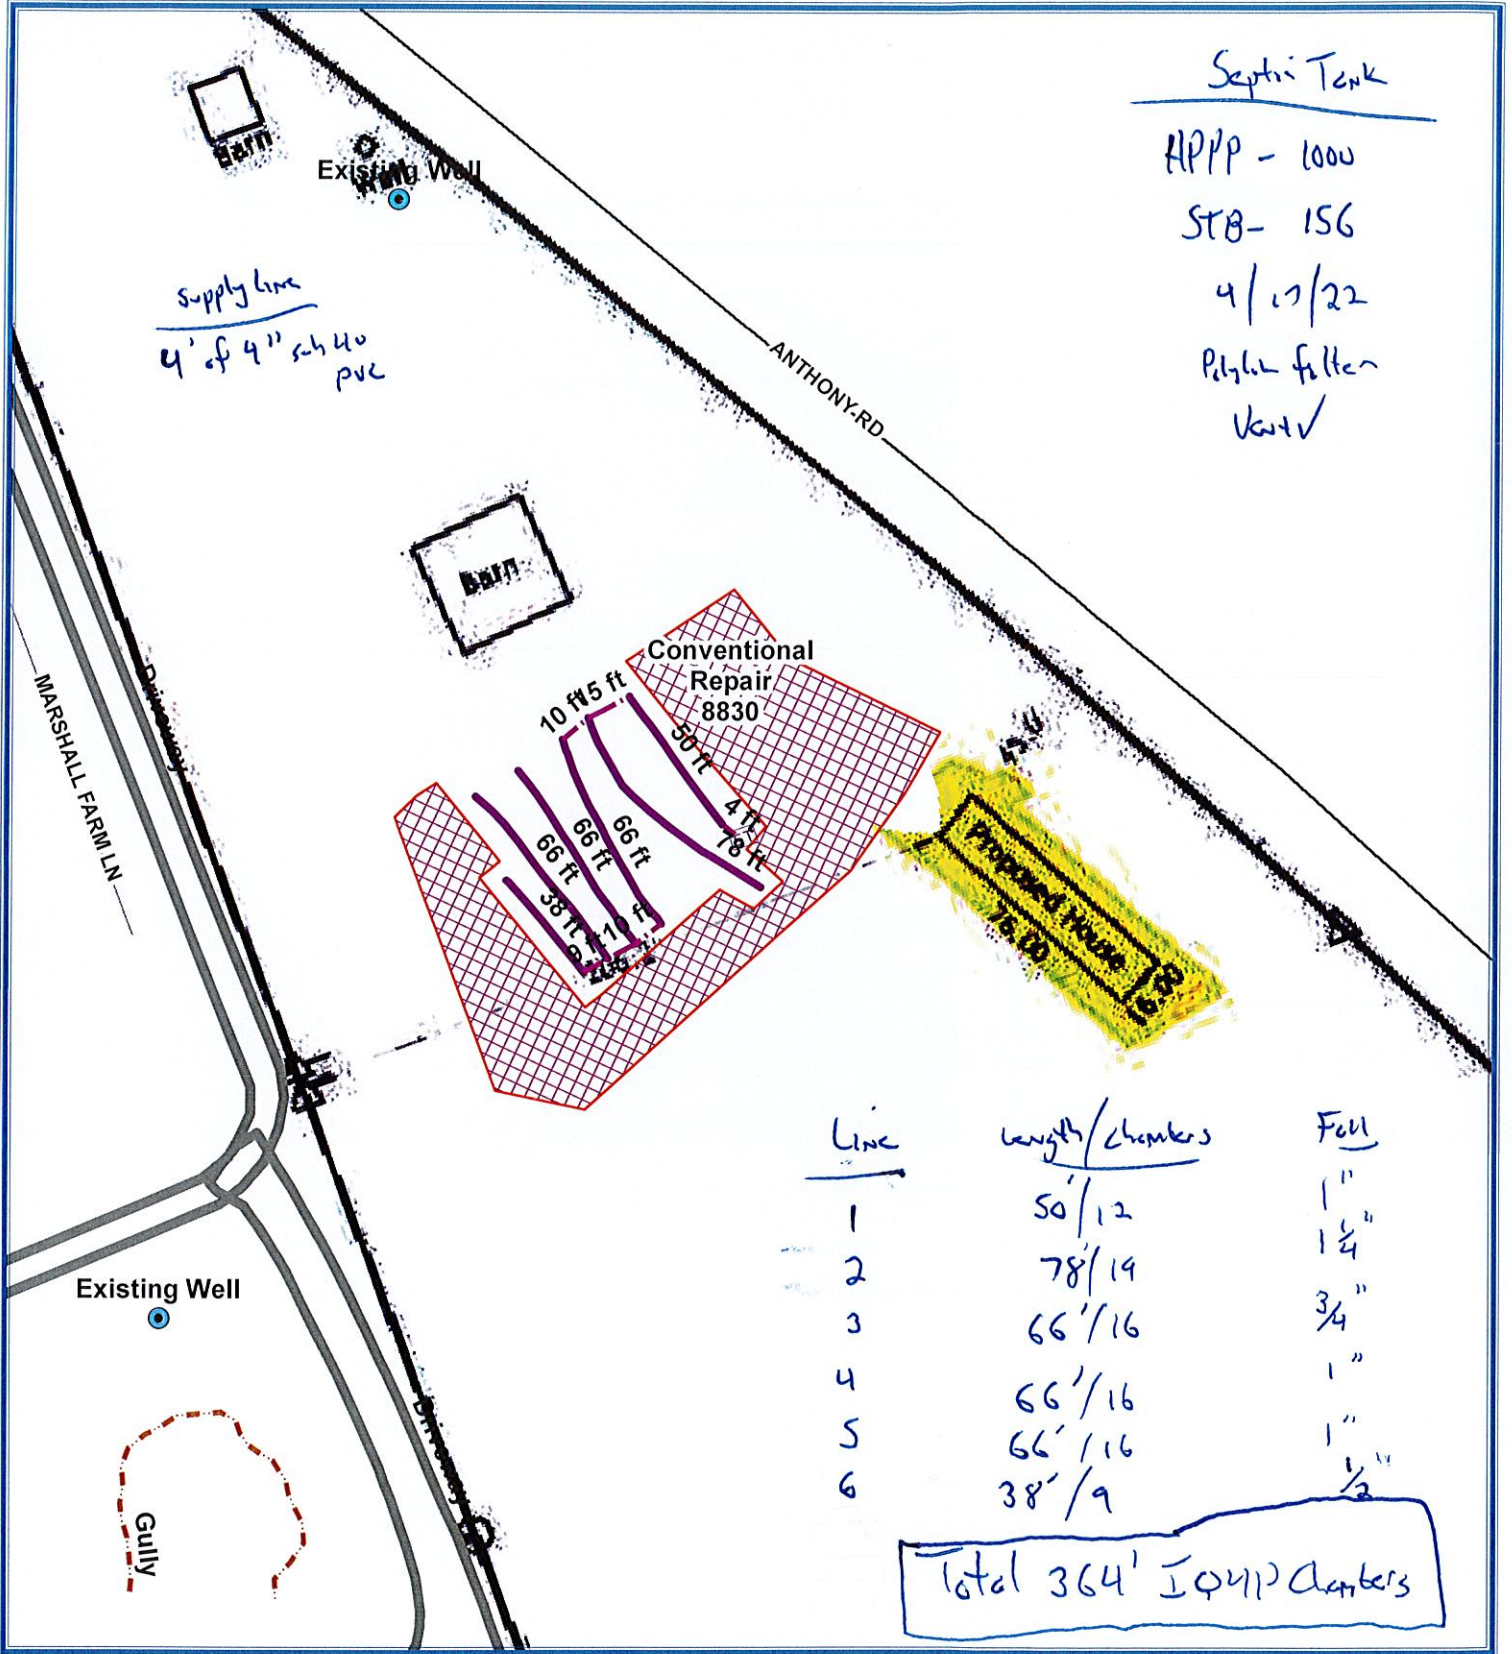 Septic Tank
HPPP - 1000
STB- 156
4/17/22
Polylok filter
Vent✓
Barn
Existing Well
Supply Line
4' of 4" sch 40
pvc
ANTHONY-RD
Barn
Conventional
Repair
8830
10 ft
15 ft
50 ft
4 ft
78 ft
66 ft
66 ft
66 ft
38 ft
9 ft
10 ft
Proposed House
76.00
Driveway
MARSHALL FARM LN
Line Length/Chambers Fall
1 50'/12 1"
2 78'/19 1 1/4"
3 66'/16 3/4"
4 66'/16 1"
5 66'/16 1"
6 38'/9 1/2"
Total 364' IQ4LP Chambers
Existing Well
Driveway
Gully